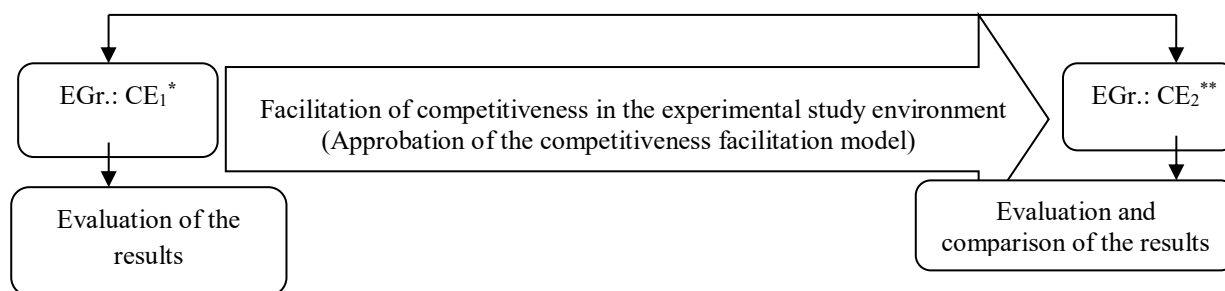 EGr.: CE₁*
Facilitation of competitiveness in the experimental study environment
(Approbation of the competitiveness facilitation model)
EGr.: CE₂**
Evaluation of the
results
Evaluation and
comparison of the results